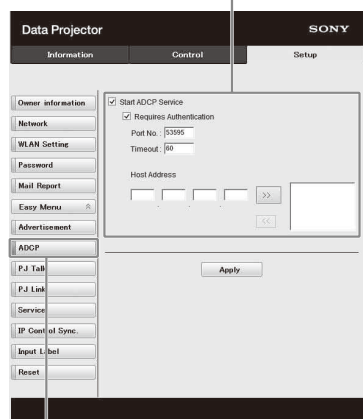 Data Projector SONY
Information Control Setup
Owner information
Network
WLAN Setting
Password
Mail Report
Easy Menu
Advertisement
ADCP
PJ Talk
PJ Link
Service
IP Control Sync.
Input Label
Reset
Start ADCP Service
Requires Authentication
Port No. : 53595
Timeout : 60
Host Address
. . . >>
<<
Apply